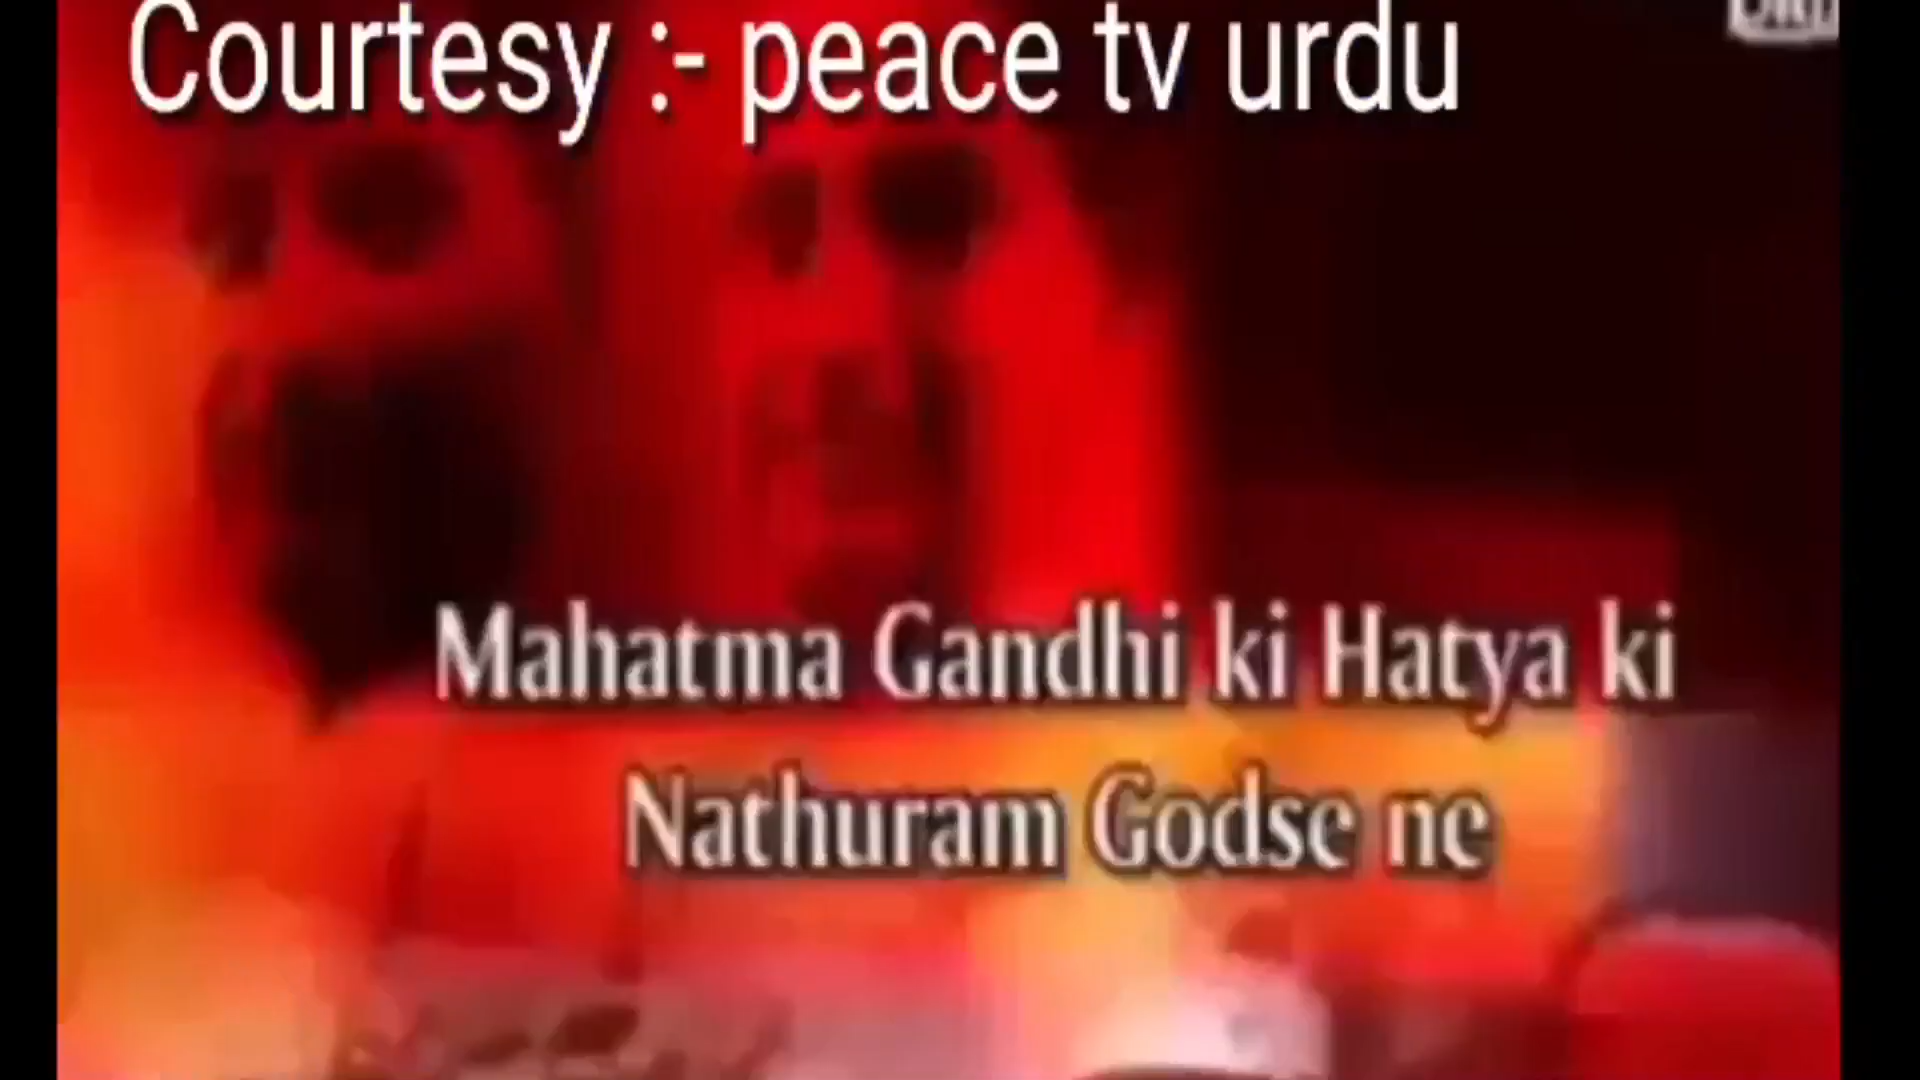 Courtesy :- peace tv urdu
Mahatma Gandhi ki Hatya ki
Nathuram Godse ne